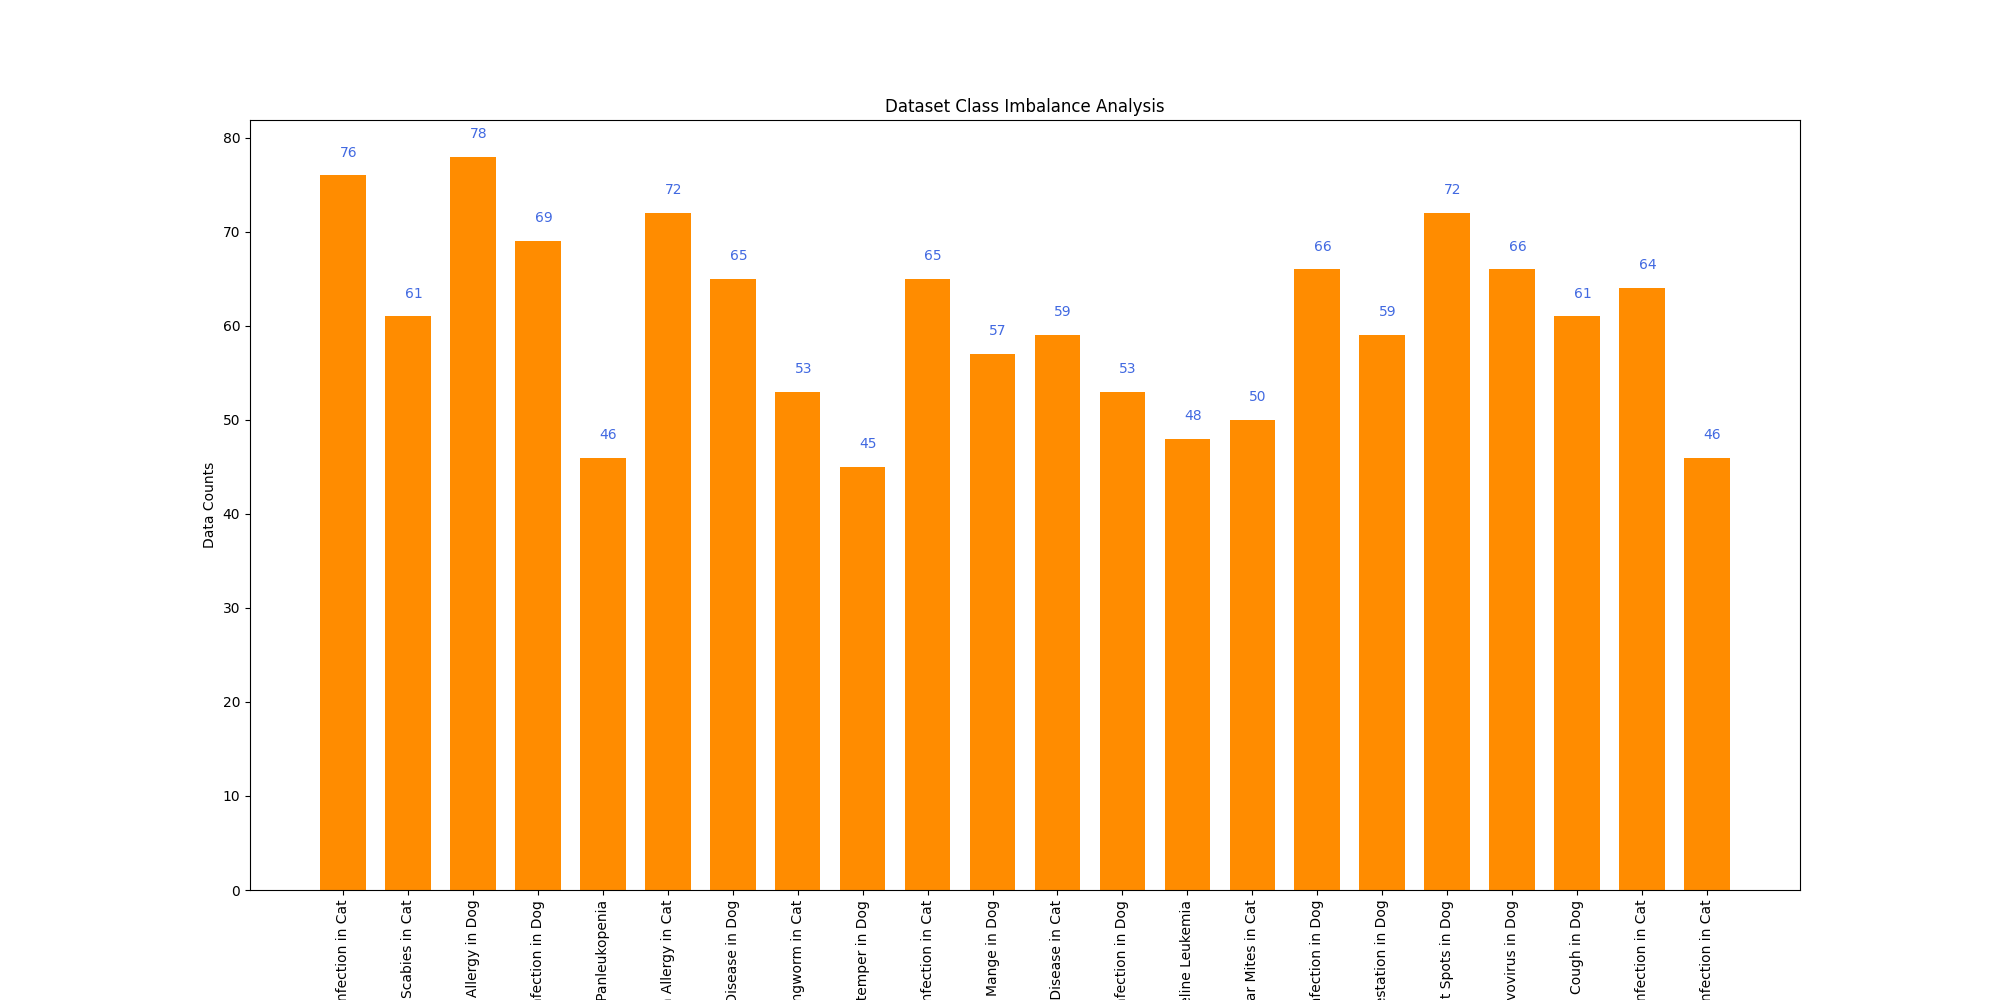 Dataset Class Imbalance Analysis
Data Counts
80
70
60
50
40
30
20
10
0
76
61
78
69
46
72
65
53
45
65
57
59
53
48
50
66
59
72
66
61
64
46
nfection in Cat
Scabies in Cat
Allergy in Dog
fection in Dog
Panleukopenia
Allergy in Cat
Disease in Dog
ngworm in Cat
temper in Dog
nfection in Cat
Mange in Dog
Disease in Cat
fection in Dog
eline Leukemia
ar Mites in Cat
fection in Dog
estation in Dog
t Spots in Dog
vovirus in Dog
Cough in Dog
nfection in Cat
nfection in Cat